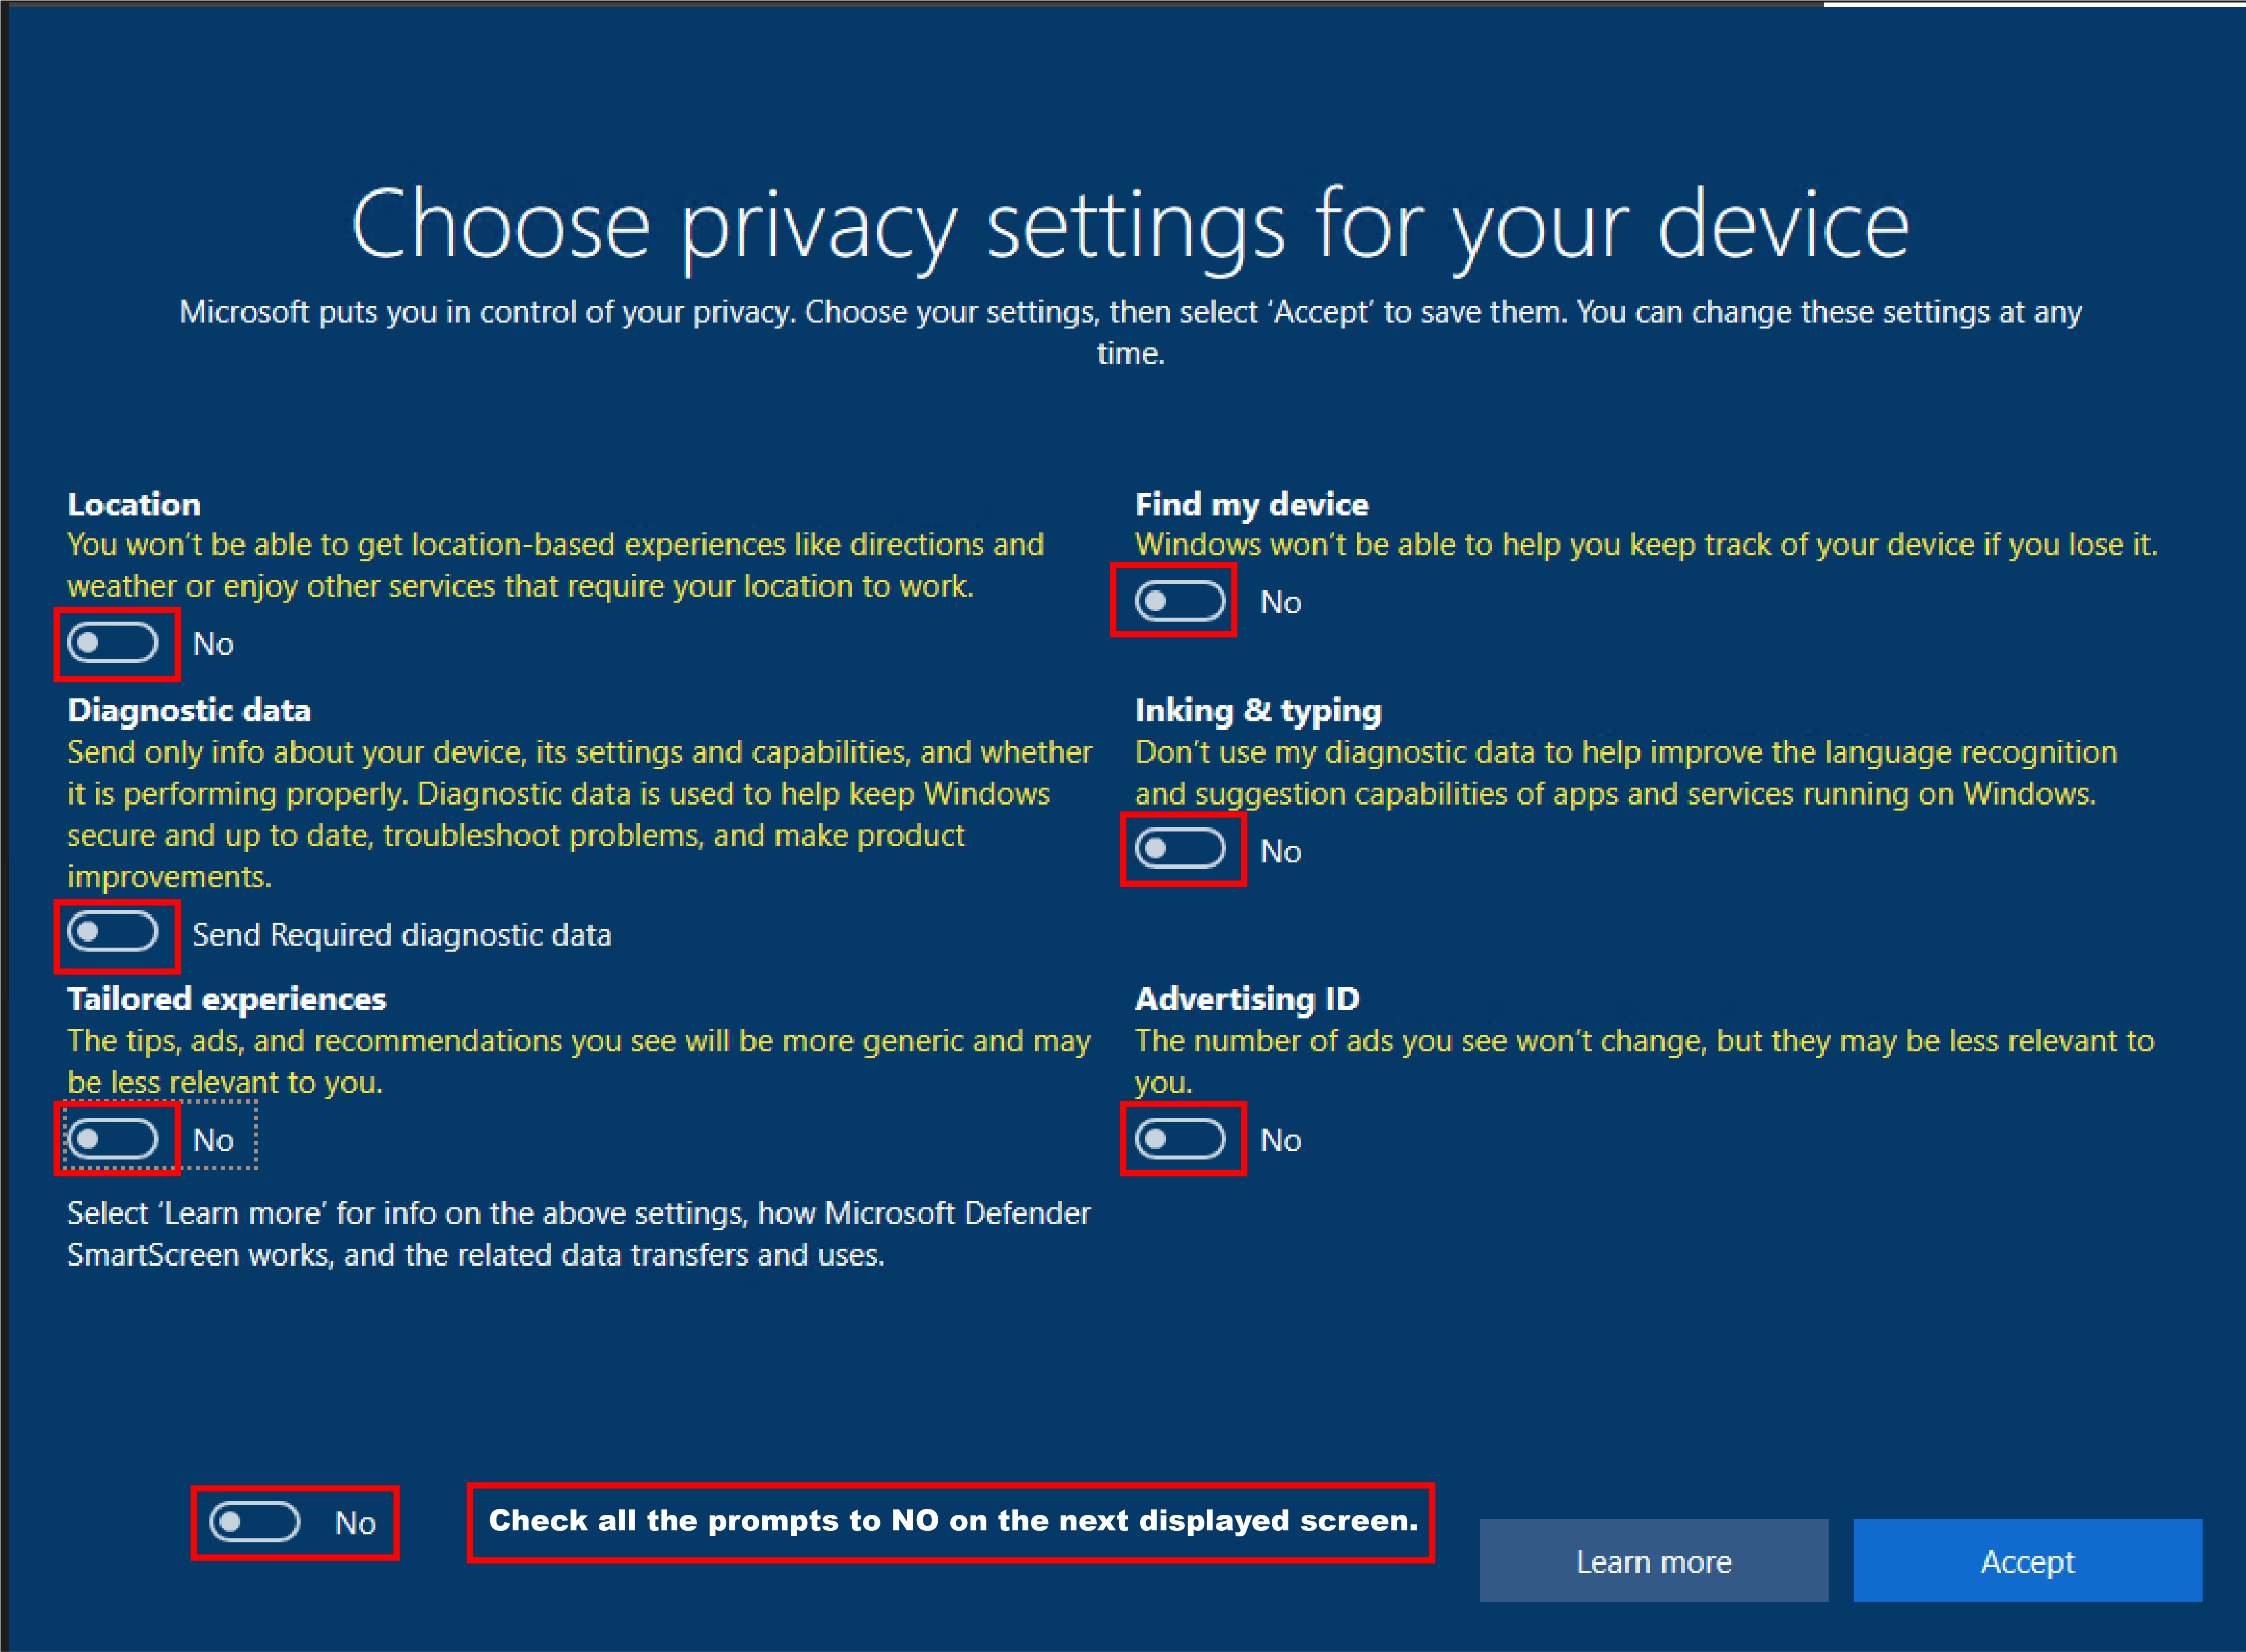 Choose privacy settings for your device
Microsoft puts you in control of your privacy. Choose your settings, then select ‘Accept’ to save them. You can change these settings at any
time.
Location
You won’t be able to get location-based experiences like directions and
weather or enjoy other services that require your location to work.
No
Find my device
Windows won’t be able to help you keep track of your device if you lose it.
No
Diagnostic data
Send only info about your device, its settings and capabilities, and whether
it is performing properly. Diagnostic data is used to help keep Windows
secure and up to date, troubleshoot problems, and make product
improvements.
Send Required diagnostic data
Inking & typing
Don’t use my diagnostic data to help improve the language recognition
and suggestion capabilities of apps and services running on Windows.
No
Tailored experiences
The tips, ads, and recommendations you see will be more generic and may
be less relevant to you.
No
Advertising ID
The number of ads you see won’t change, but they may be less relevant to
you.
No
Select ‘Learn more’ for info on the above settings, how Microsoft Defender
SmartScreen works, and the related data transfers and uses.
No
Check all the prompts to NO on the next displayed screen.
Learn more
Accept